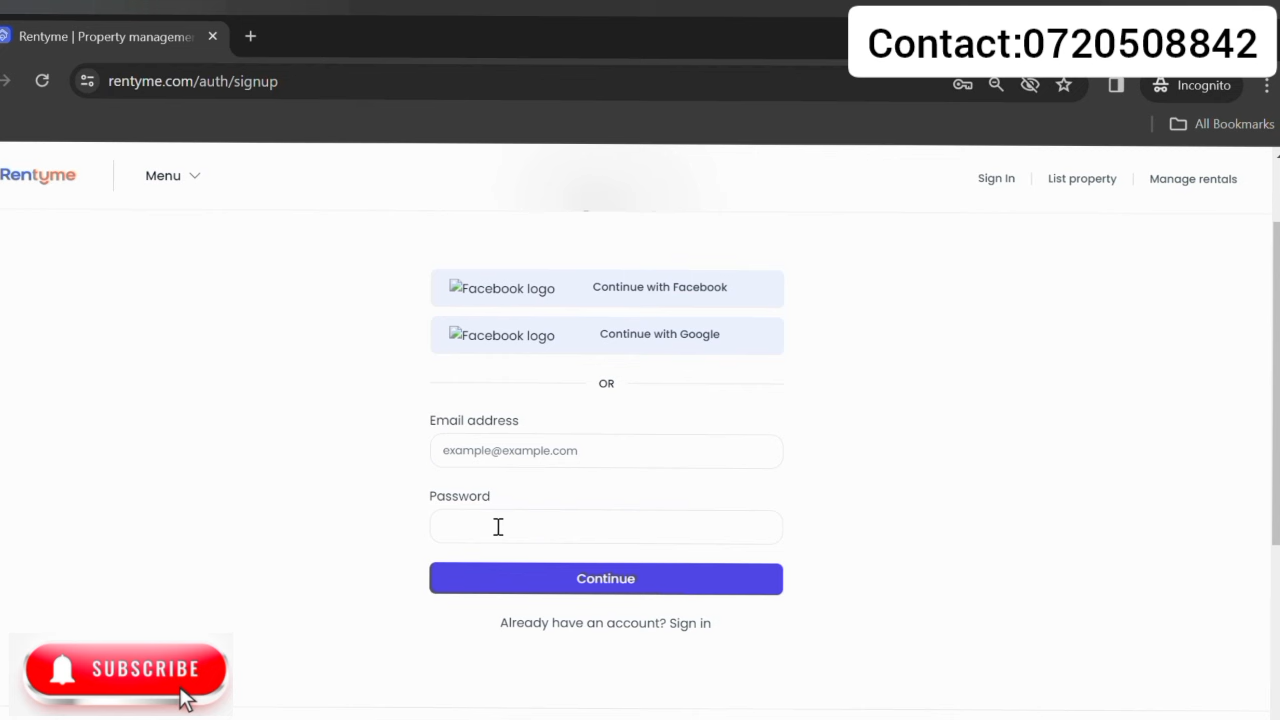 Contact:0720508842
Rentyme | Property manageme
rentyme.com/auth/signup
Incognito
All Bookmarks
Rentyme
Menu
Sign In
List property
Manage rentals
Facebook logo
Continue with Facebook
Facebook logo
Continue with Google
OR
Email address
example@example.com
Password
Continue
Already have an account? Sign in
SUBSCRIBE